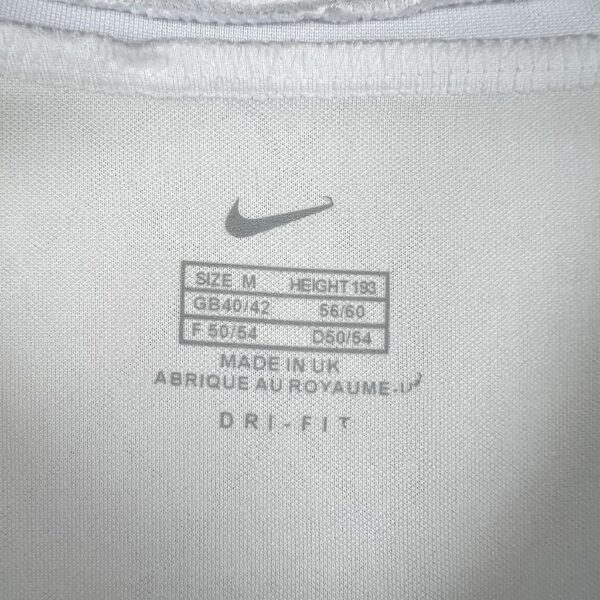 SIZE M HEIGHT 193
GB40/42 56/60
F 50/54 D50/54
MADE IN UK
ABRIQUE AU ROYAUME-U
DRI-FIT